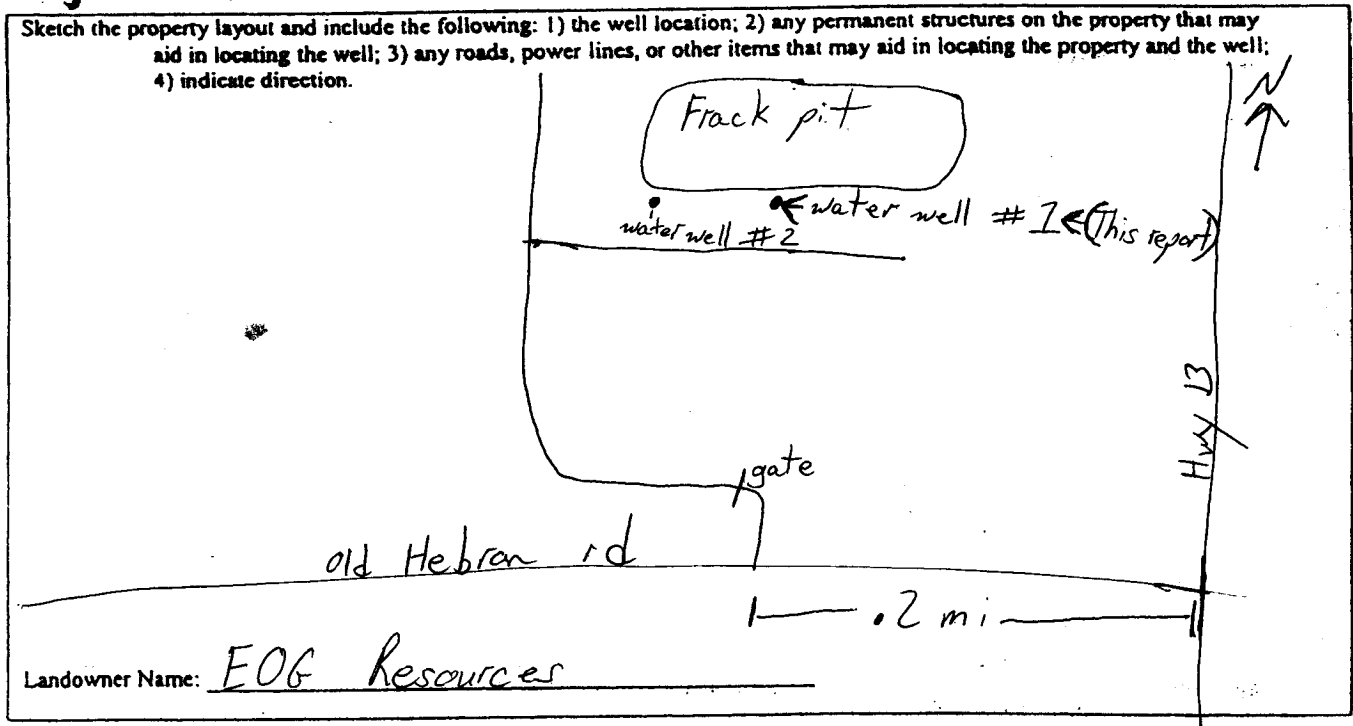 Sketch the property layout and include the following: 1) the well location; 2) any permanent structures on the property that may
aid in locating the well; 3) any roads, power lines, or other items that may aid in locating the property and the well;
4) indicate direction.
N
Frack pit
water well # 1 (This report)
water well # 2
Hwy 13
gate
old Hebron rd
.2 mi
Landowner Name: EOG Resources